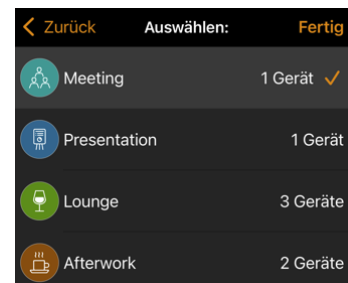 Zurück Auswählen: Fertig
Meeting 1 Gerät
Presentation 1 Gerät
Lounge 3 Geräte
Afterwork 2 Geräte